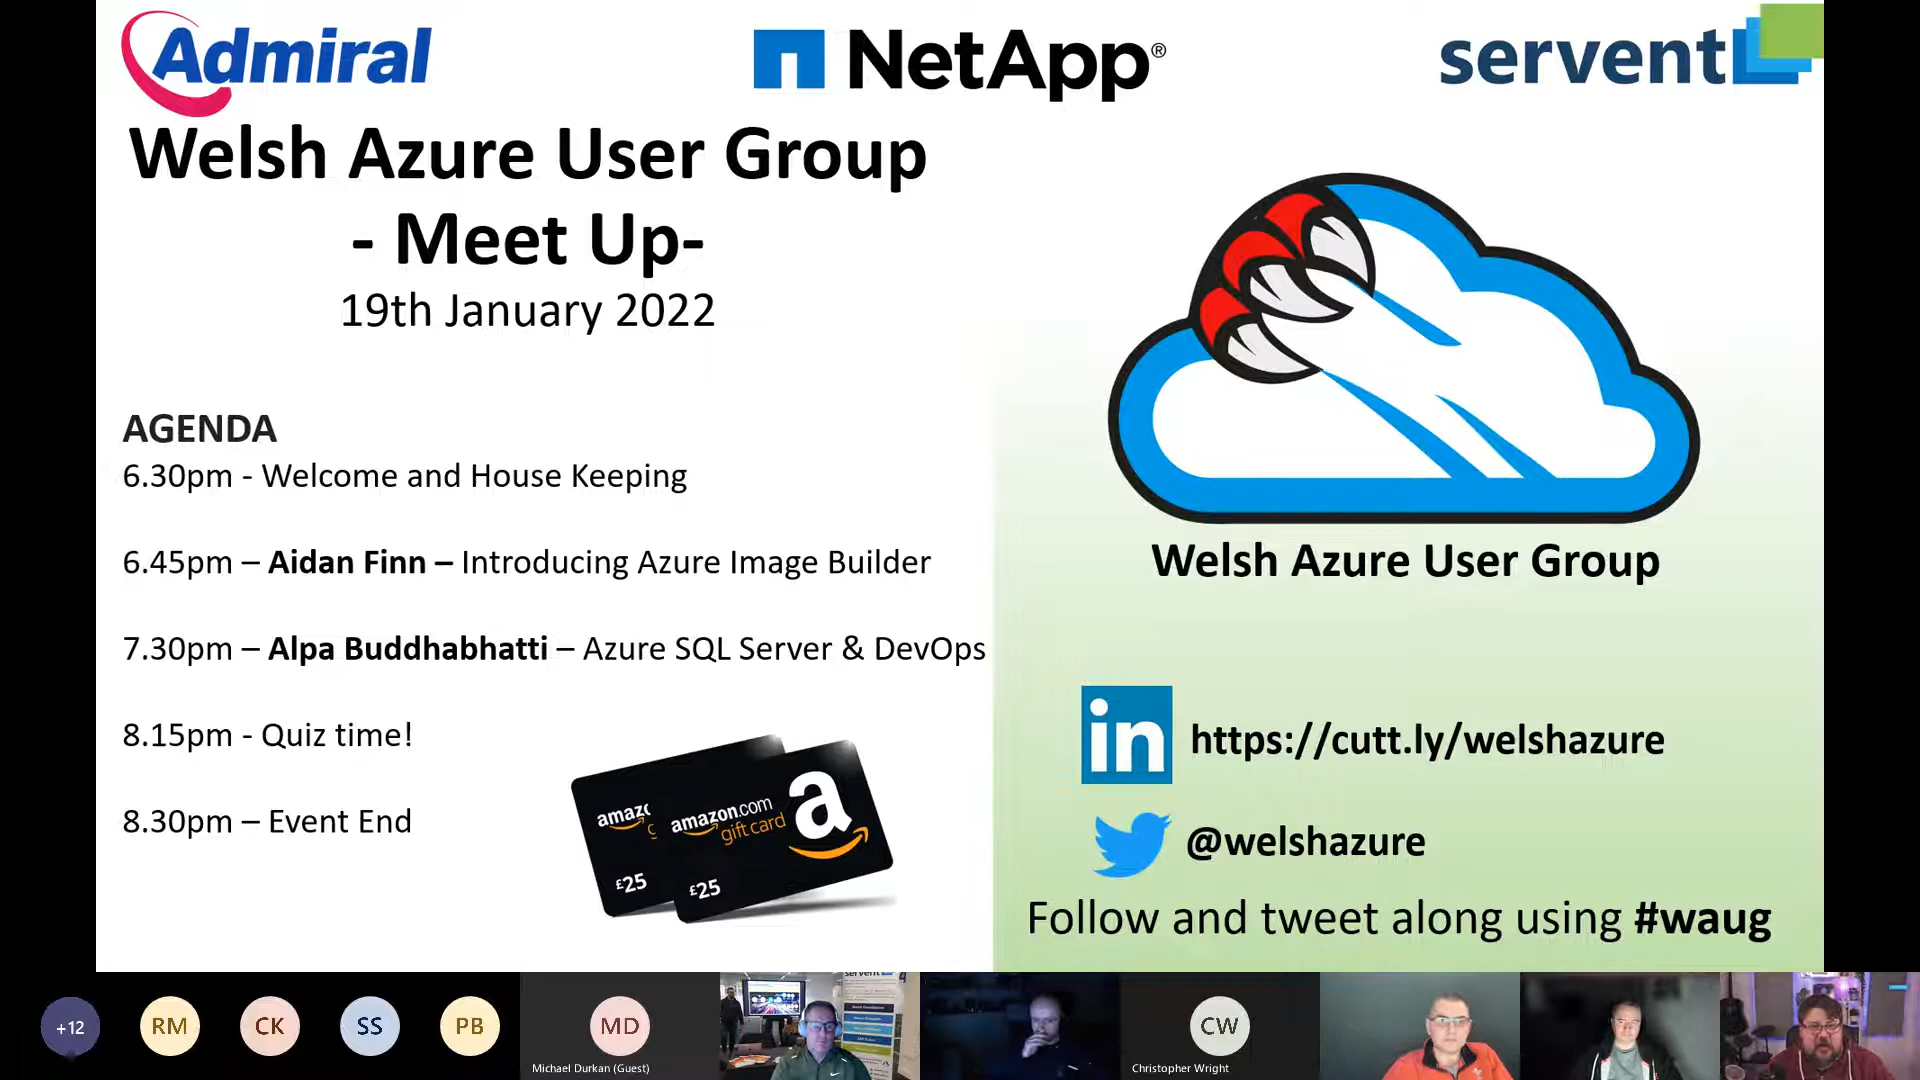 Admiral
NetApp®
servent
Welsh Azure User Group
- Meet Up-
19th January 2022
AGENDA
6.30pm - Welcome and House Keeping
6.45pm – Aidan Finn – Introducing Azure Image Builder
7.30pm – Alpa Buddhabhatti – Azure SQL Server & DevOps
8.15pm - Quiz time!
8.30pm – Event End
amaz
£25
amazon.com
gift card
a
£25
Welsh Azure User Group
in
https://cutt.ly/welshazure
@welshazure
Follow and tweet along using #waug
+12
RM
CK
SS
PB
MD
Michael Durkan (Guest)
servent
CW
Christopher Wright